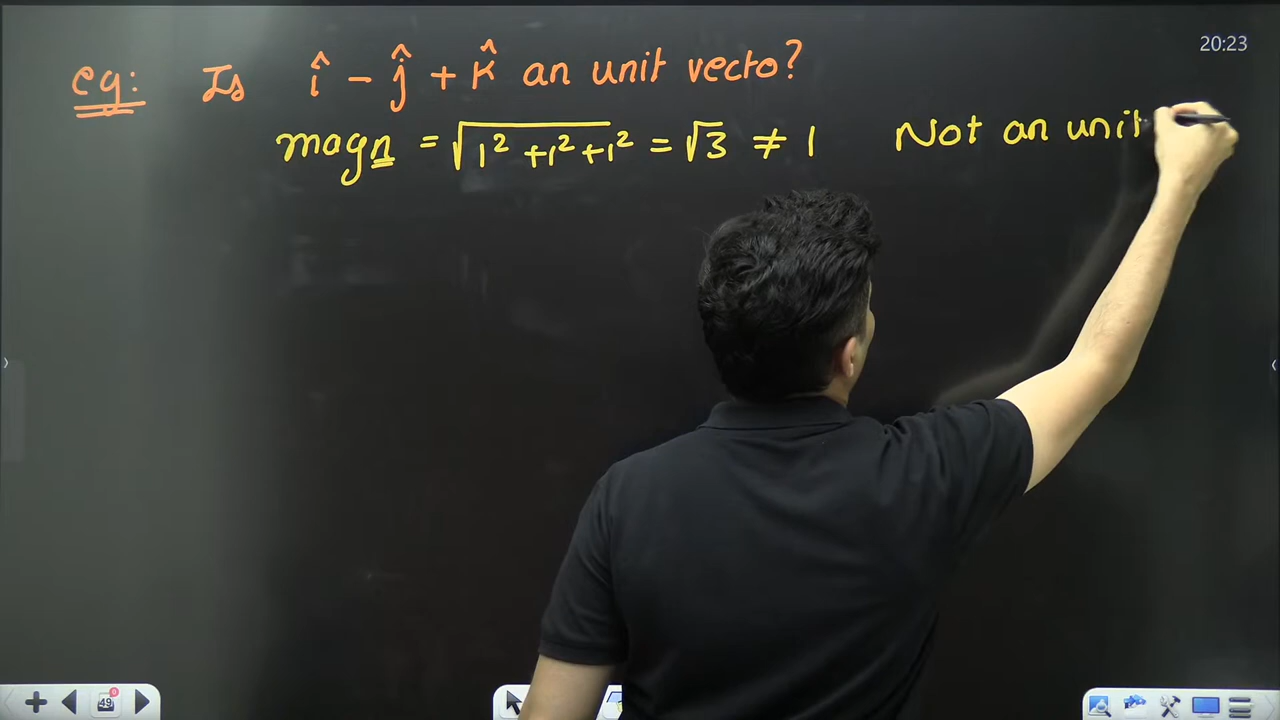 20:23
eg: Is î - ĵ + k̂ an unit vecto?
magn = √1² + 1² + 1² = √3 ≠ 1 Not an unit
49